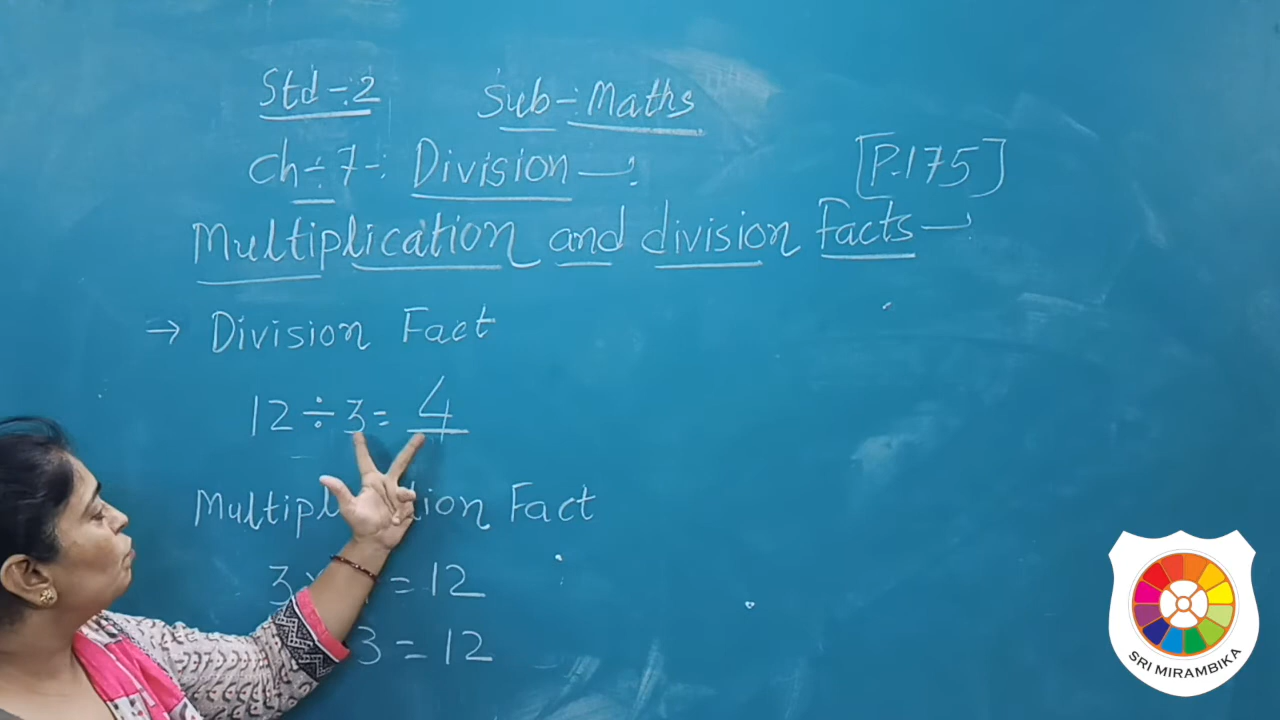 Std-:2 Sub-:Maths
Ch-:7-: Division-:
[P.175]
Multiplication and division Facts-:
→ Division Fact
12÷3= 4
Fact
3 = 12
3 = 12
SRI MIRAMBIKA